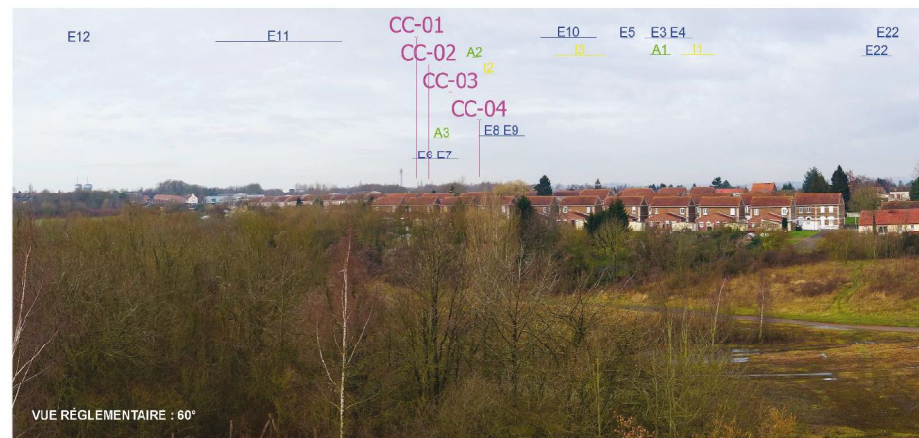 CC-01
E12 E11 E10 E5 E3 E4 E22
CC-02 A2 I3 A1 I1 E22
I2
CC-03
CC-04
A3 E8 E9
E6 E7
VUE RÉGLEMENTAIRE : 60°